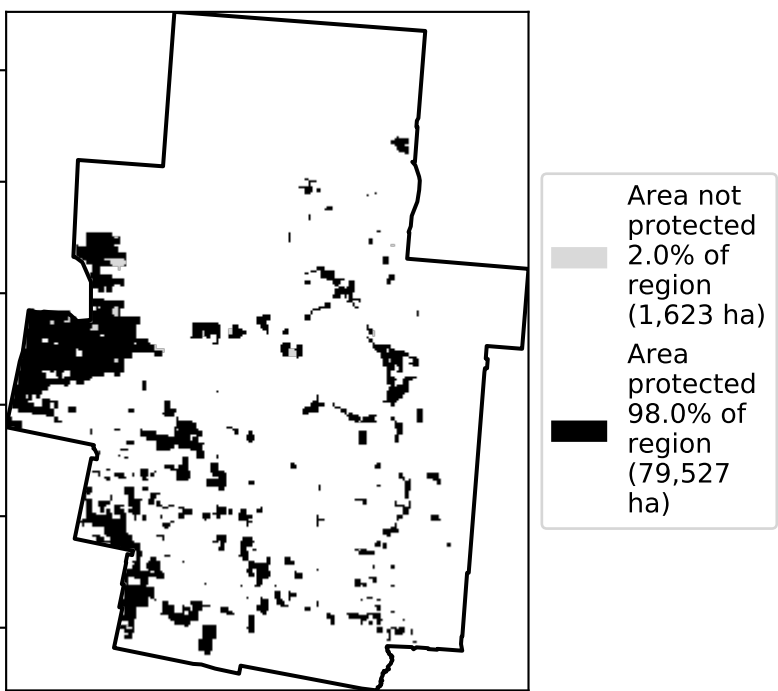 Area not
protected
2.0% of
region
(1,623 ha)
Area
protected
98.0% of
region
(79,527
ha)